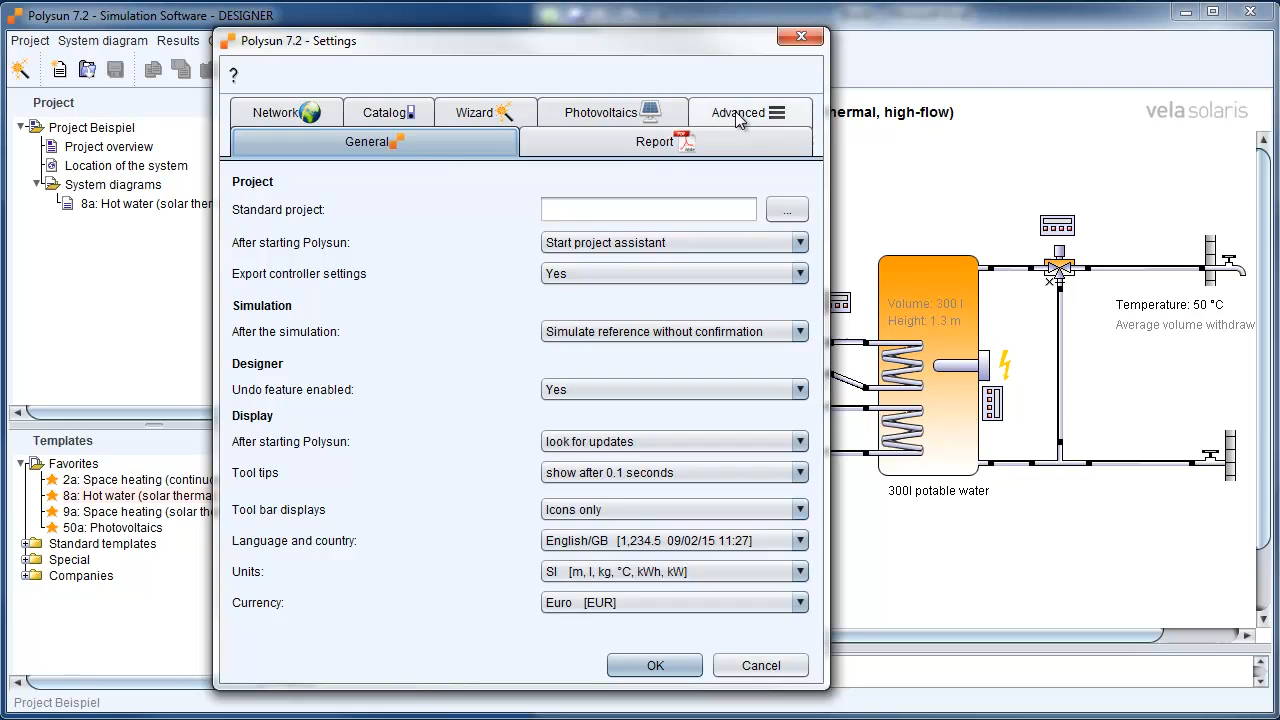 Polysun 7.2 - Simulation Software - DESIGNER
Project System diagram Results
Polysun 7.2 - Settings
?
Network Catalog Wizard Photovoltaics Advanced
General Report
Project
Standard project: ...
After starting Polysun: Start project assistant
Export controller settings Yes
Simulation
After the simulation: Simulate reference without confirmation
Designer
Undo feature enabled: Yes
Display
After starting Polysun: look for updates
Tool tips show after 0.1 seconds
Tool bar displays Icons only
Language and country: English/GB [1,234.5 09/02/15 11:27]
Units: SI [m, l, kg, °C, kWh, kW]
Currency: Euro [EUR]
OK Cancel
Project
Project Beispiel
Project overview
Location of the system
System diagrams
8a: Hot water (solar ther
Templates
Favorites
2a: Space heating (continu
8a: Hot water (solar therma
9a: Space heating (solar th
50a: Photovoltaics
Standard templates
Special
Companies
Project Beispiel
hermal, high-flow)
vela solaris
Volume: 300 l
Height: 1.3 m
Temperature: 50 °C
Average volume withdraw
300l potable water